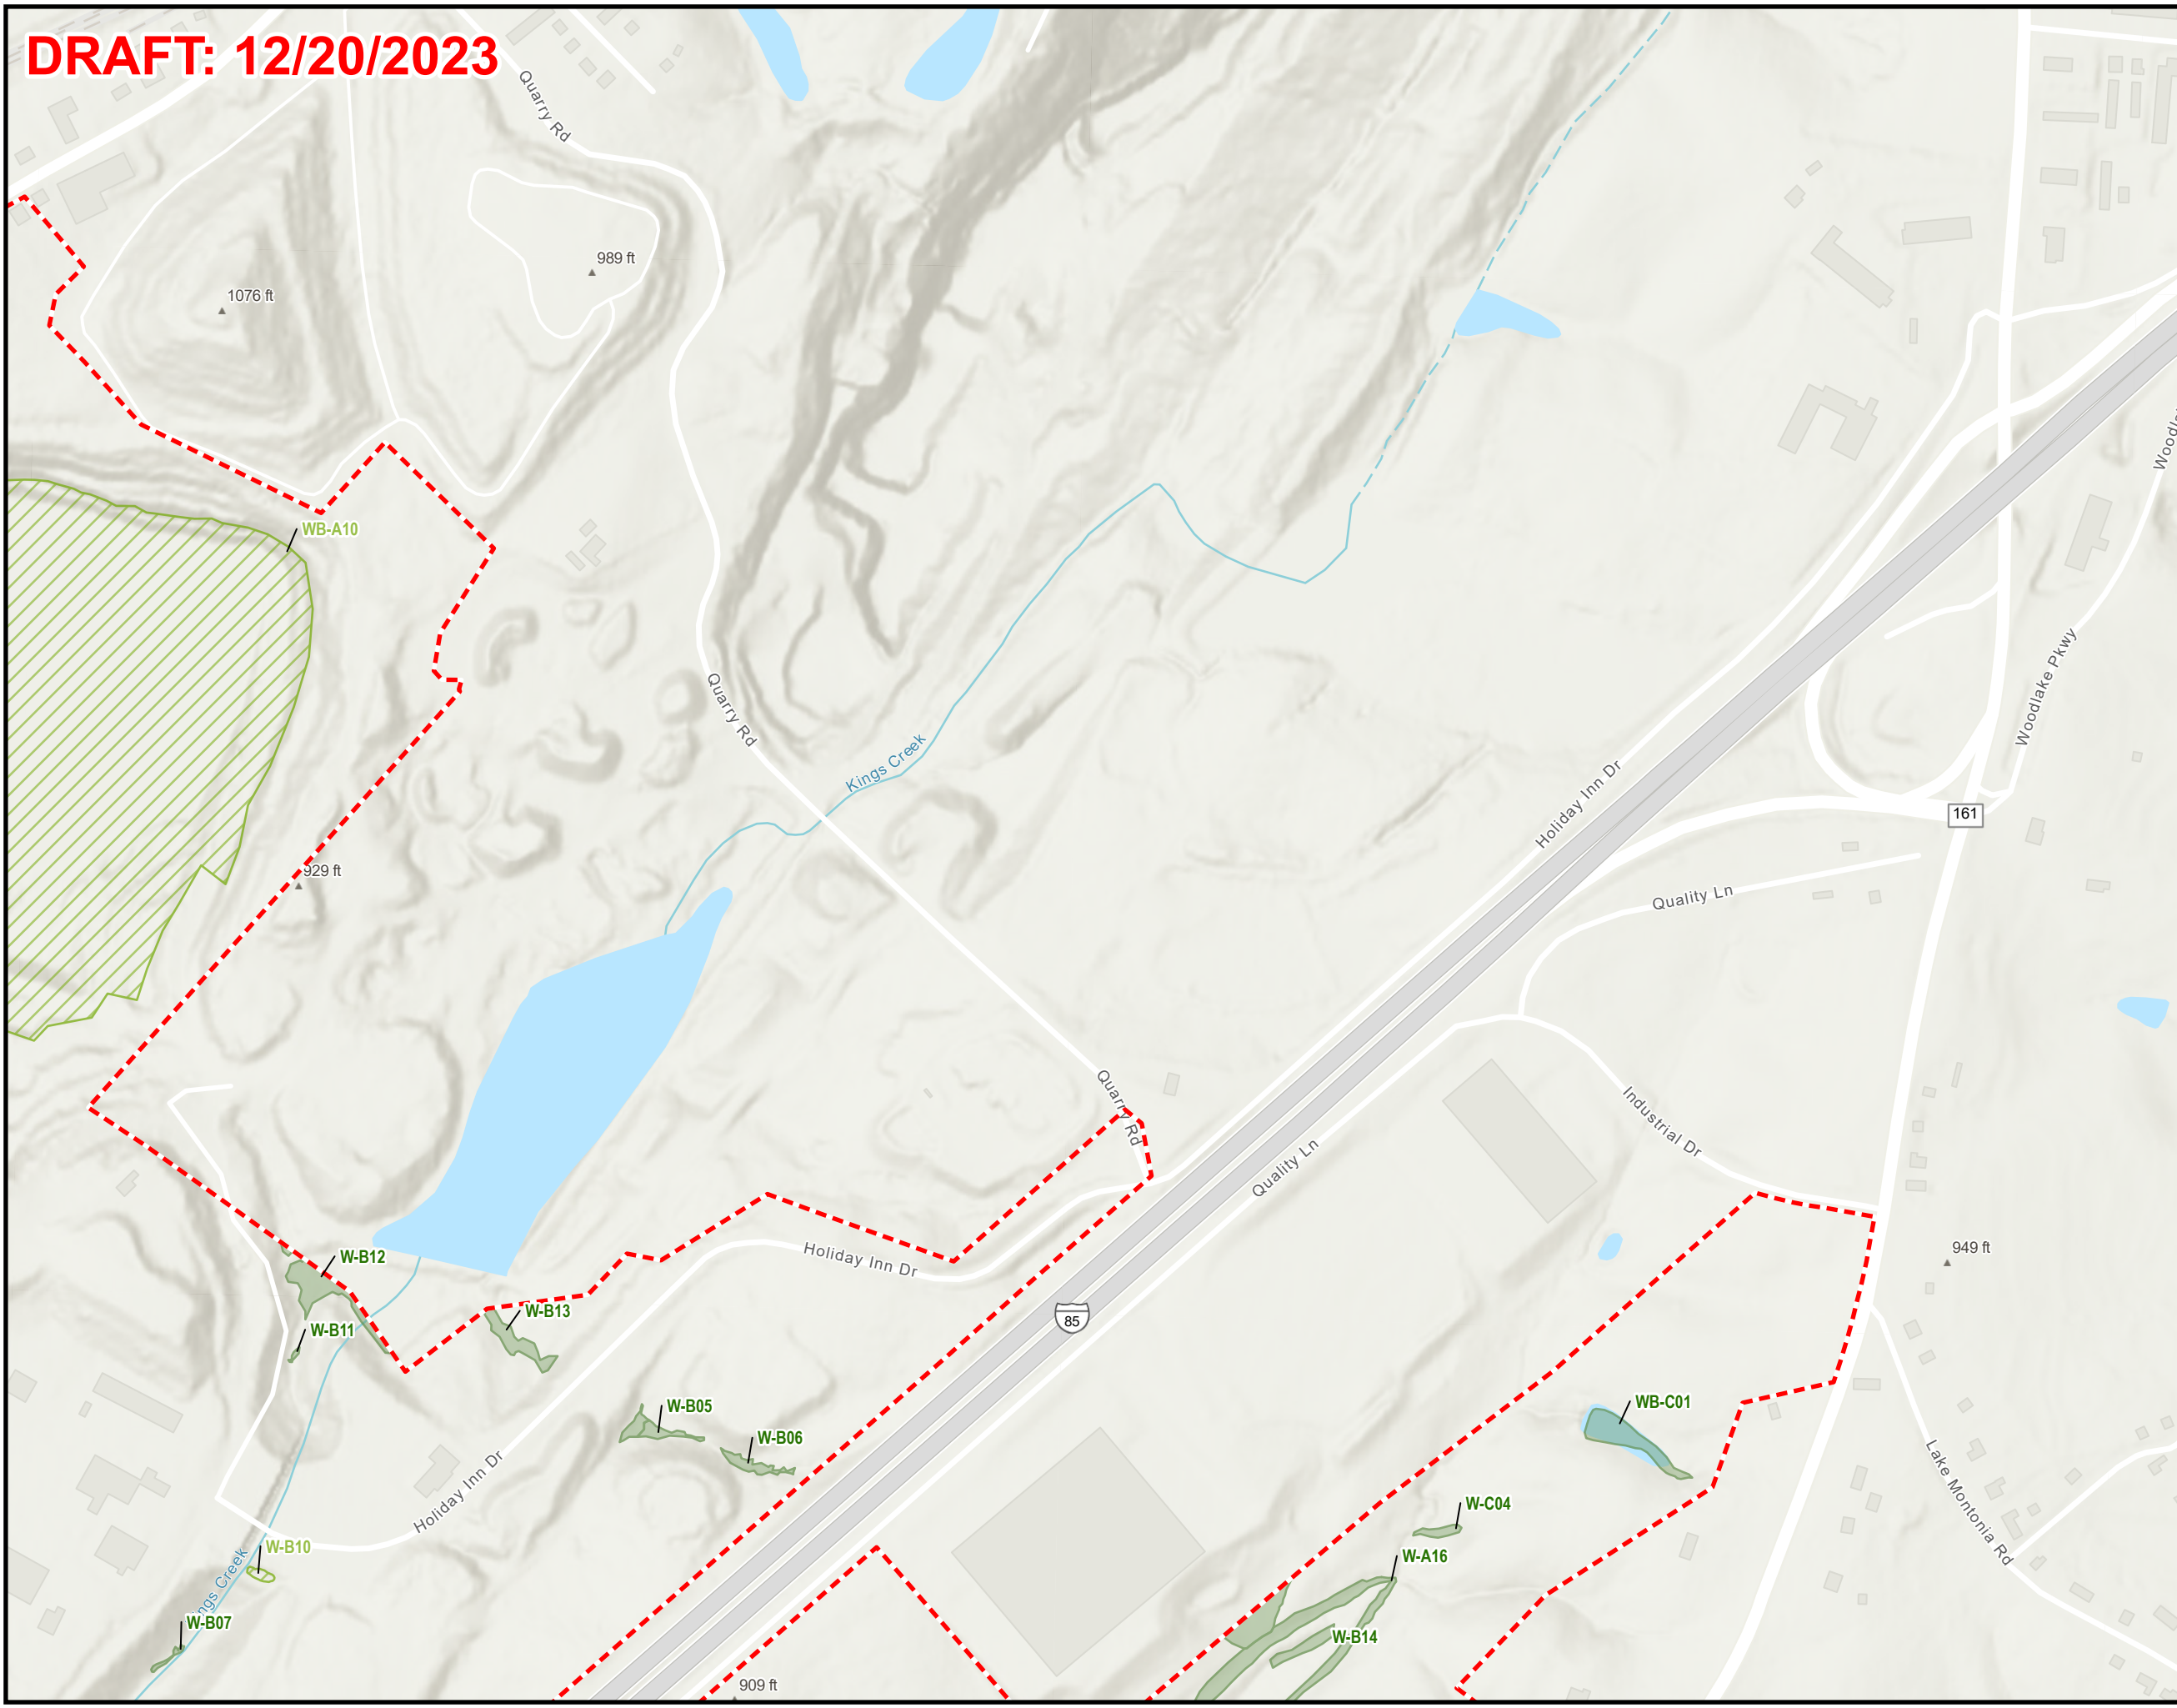 DRAFT: 12/20/2023
Quarry Rd
989 ft
1076 ft
WB-A10
Woodlake Pkwy
Quarry Rd
Kings Creek
Holiday Inn Dr
161
929 ft
Quality Ln
Quarry Rd
Industrial Dr
Quality Ln
W-B12
Holiday Inn Dr
949 ft
W-B13
85
W-B11
W-B05
WB-C01
W-B06
Holiday Inn Dr
Lake Montonia Rd
W-C04
W-B10
W-A16
ngs Creek
W-B07
W-B14
909 ft